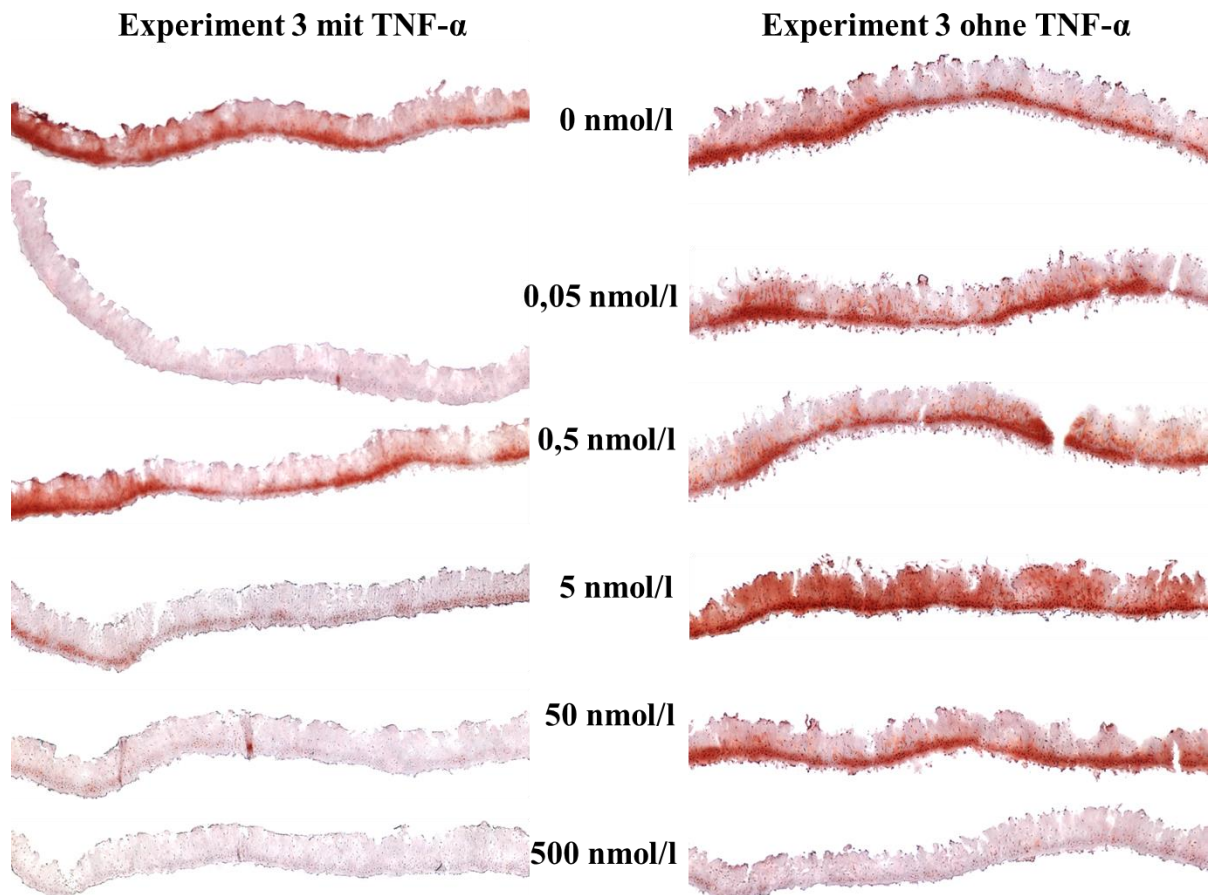 Experiment 3 mit TNF-α
Experiment 3 ohne TNF-α
0 nmol/l
0,05 nmol/l
0,5 nmol/l
5 nmol/l
50 nmol/l
500 nmol/l